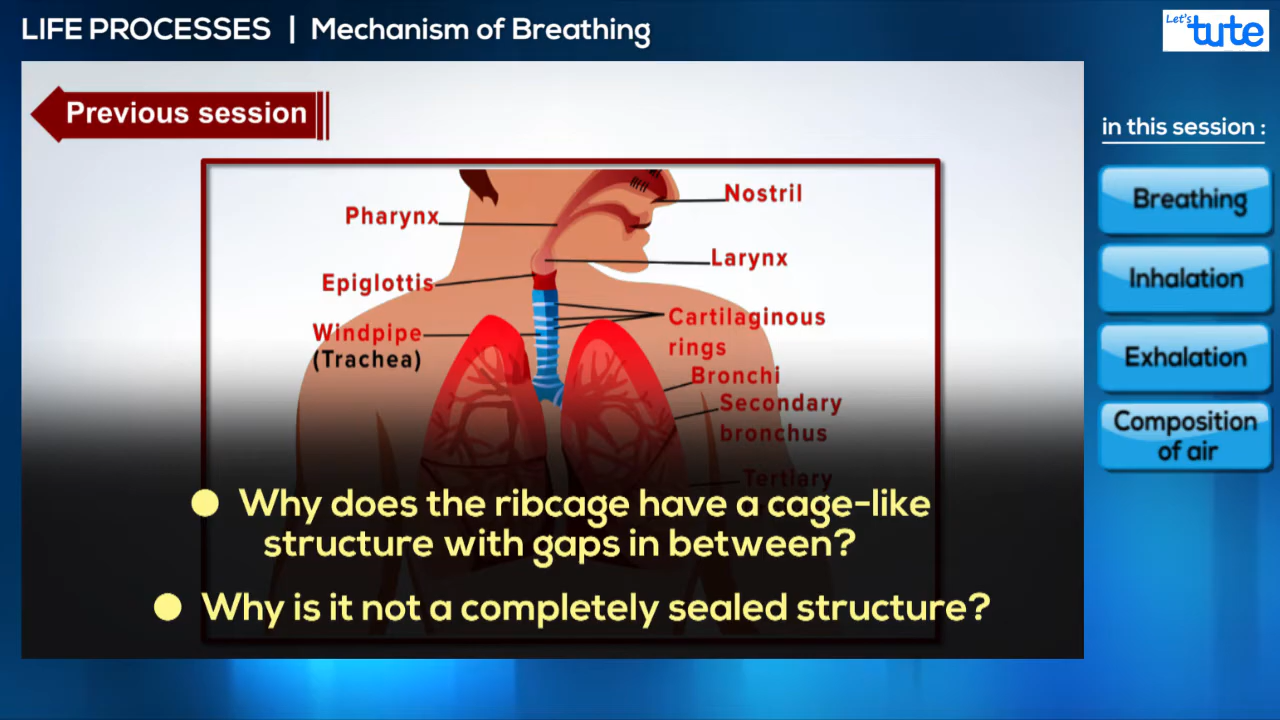 LIFE PROCESSES | Mechanism of Breathing
Let's
tute
Previous session
in this session :
Breathing
Inhalation
Exhalation
Composition
of air
Nostril
Pharynx
Larynx
Epiglottis
Cartilaginous
rings
Windpipe
(Trachea)
Bronchi
Secondary
bronchus
Tertiary
Why does the ribcage have a cage-like
structure with gaps in between?
Why is it not a completely sealed structure?